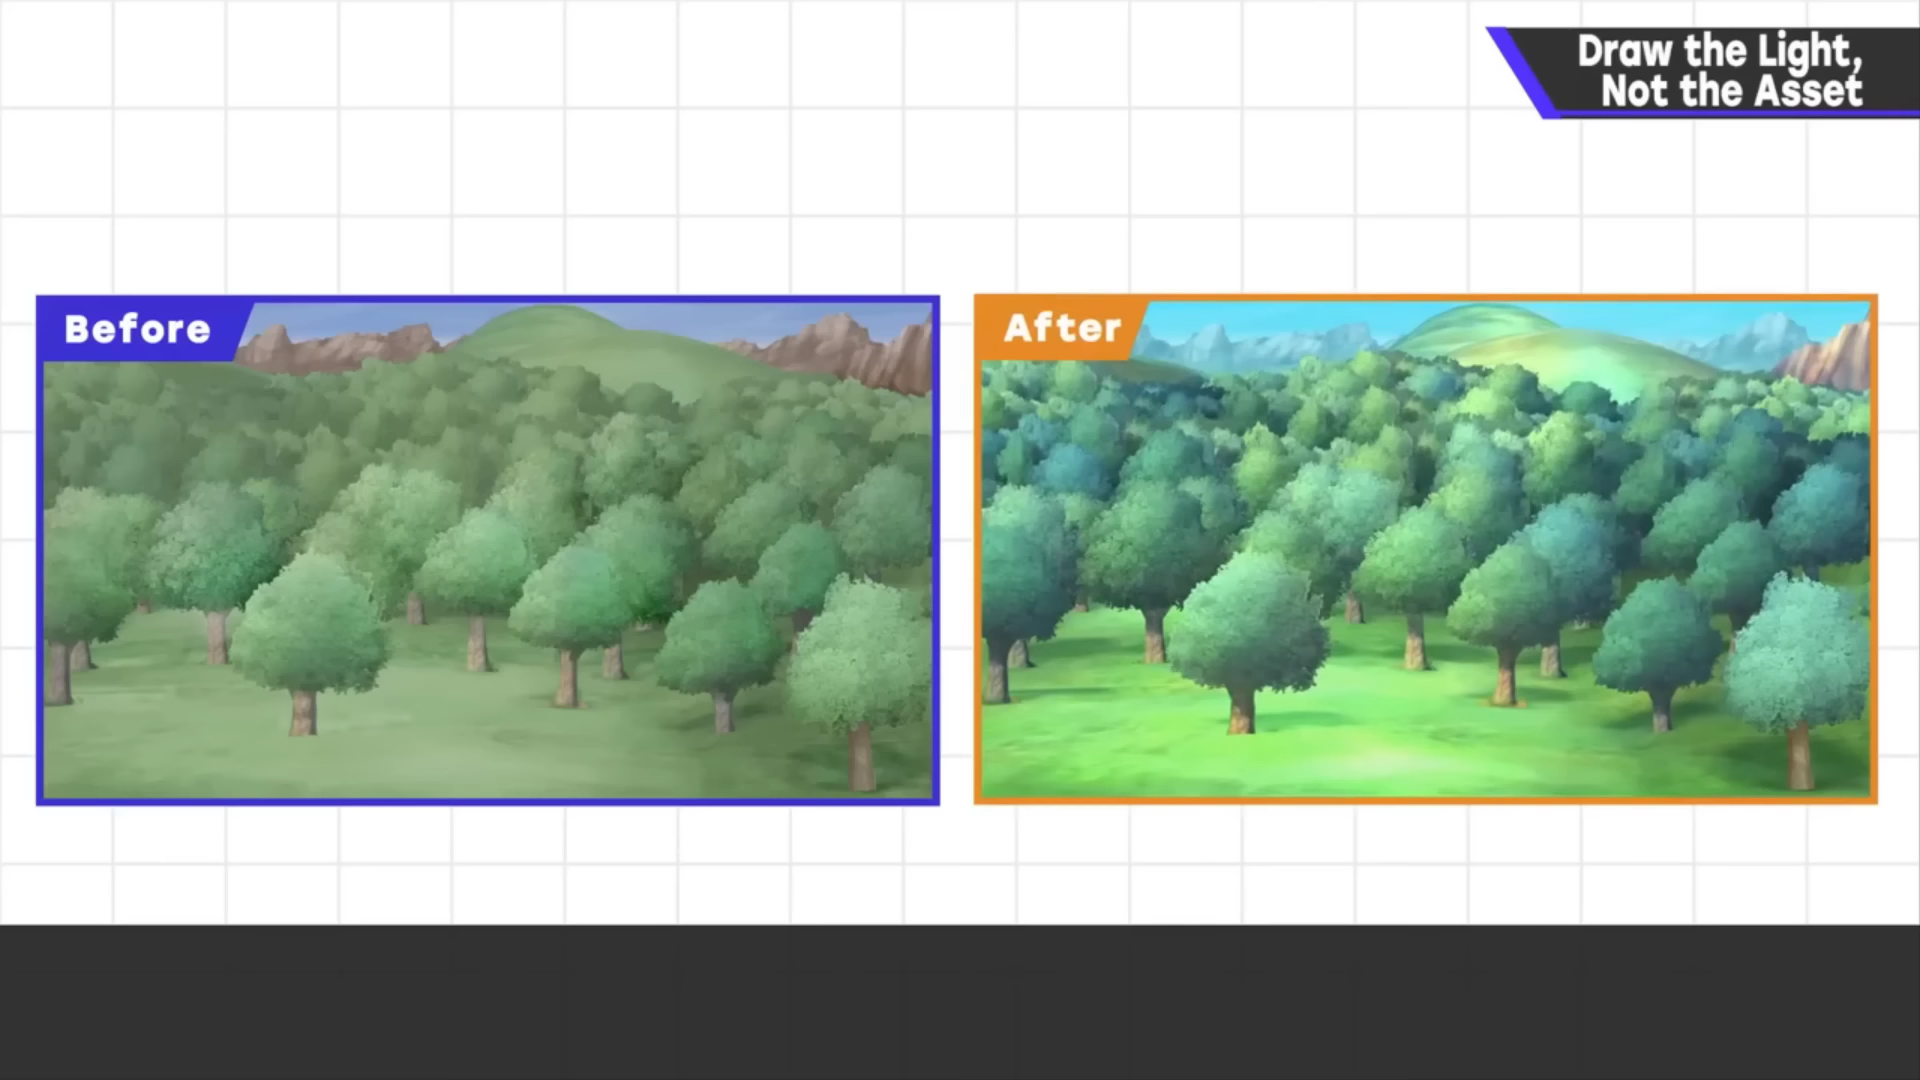 Draw the Light,
Not the Asset
Before
After